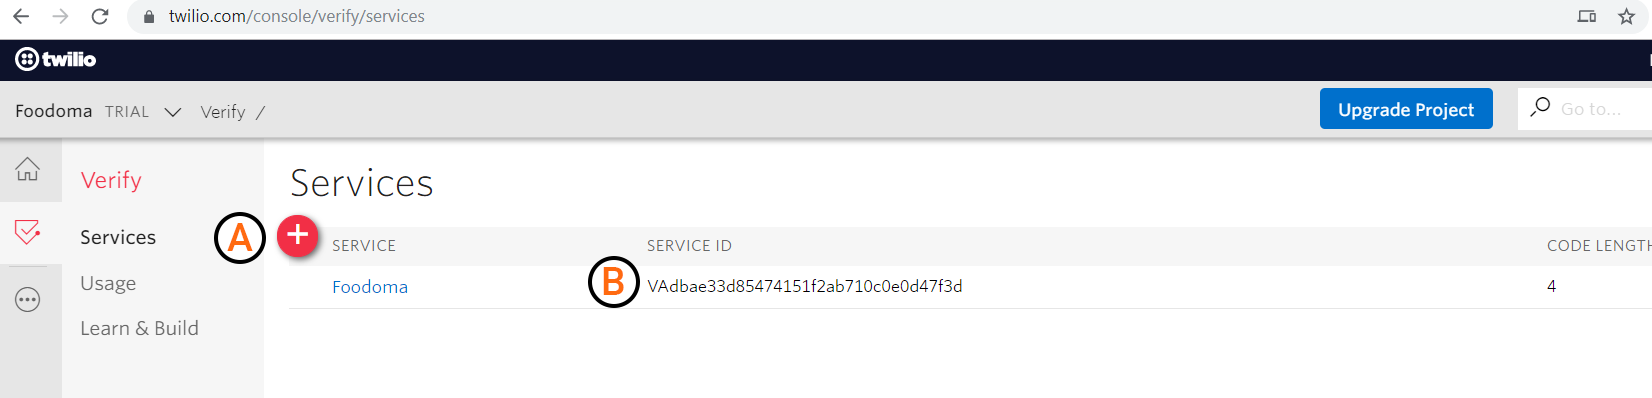 twilio.com/console/verify/services
twilio
Foodoma TRIAL Verify / Upgrade Project Go to...
Verify
Services
Usage
Learn & Build
Services
A + SERVICE SERVICE ID CODE LENGTH
Foodoma B VAdbae33d85474151f2ab710c0e0d47f3d 4